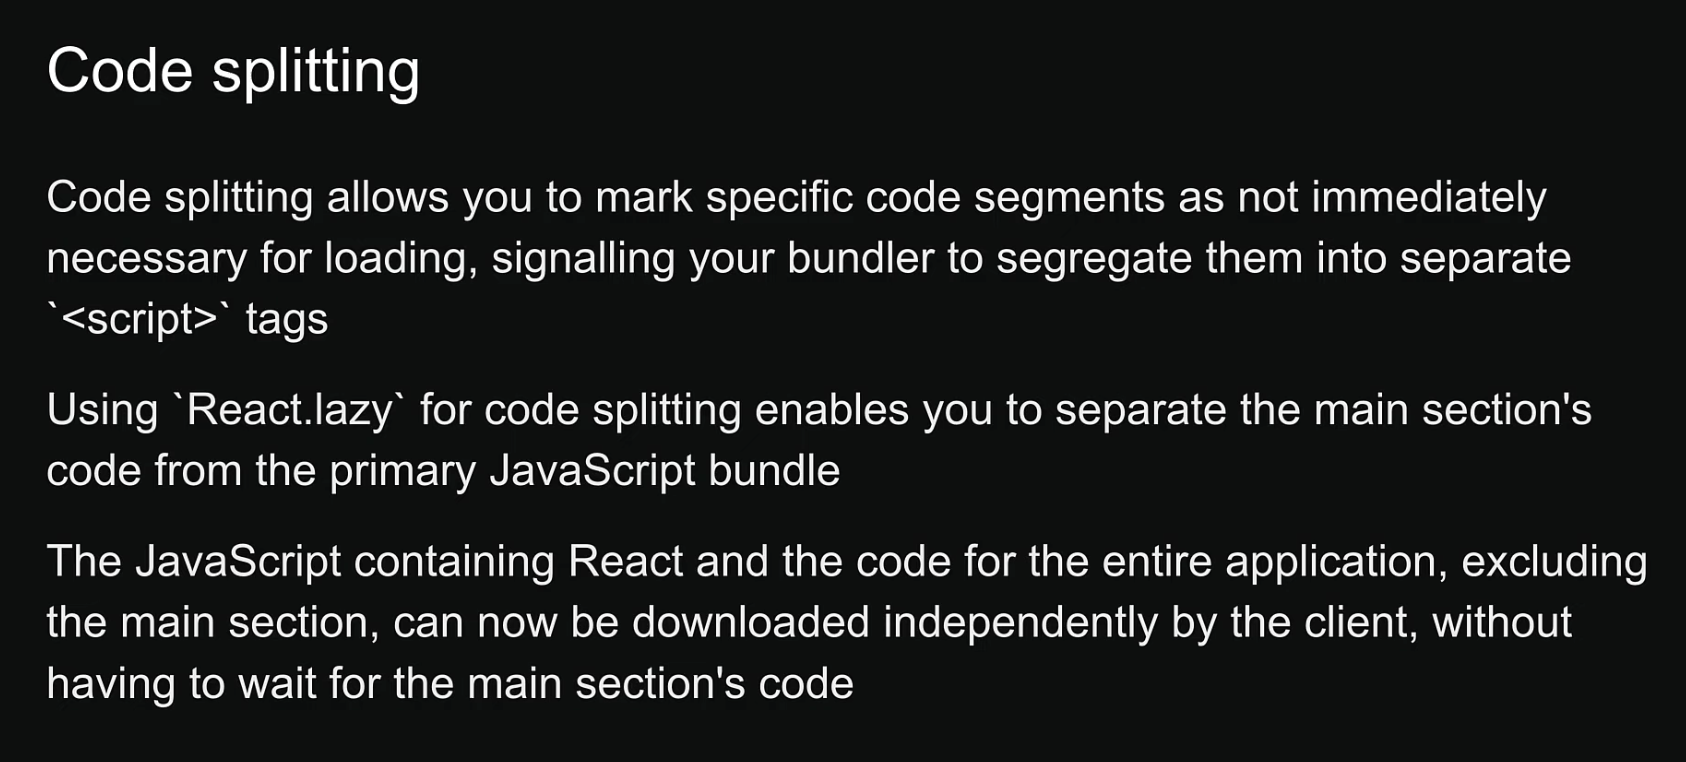 Code splitting
Code splitting allows you to mark specific code segments as not immediately
necessary for loading, signalling your bundler to segregate them into separate
`<script>` tags
Using `React.lazy` for code splitting enables you to separate the main section's
code from the primary JavaScript bundle
The JavaScript containing React and the code for the entire application, excluding
the main section, can now be downloaded independently by the client, without
having to wait for the main section's code